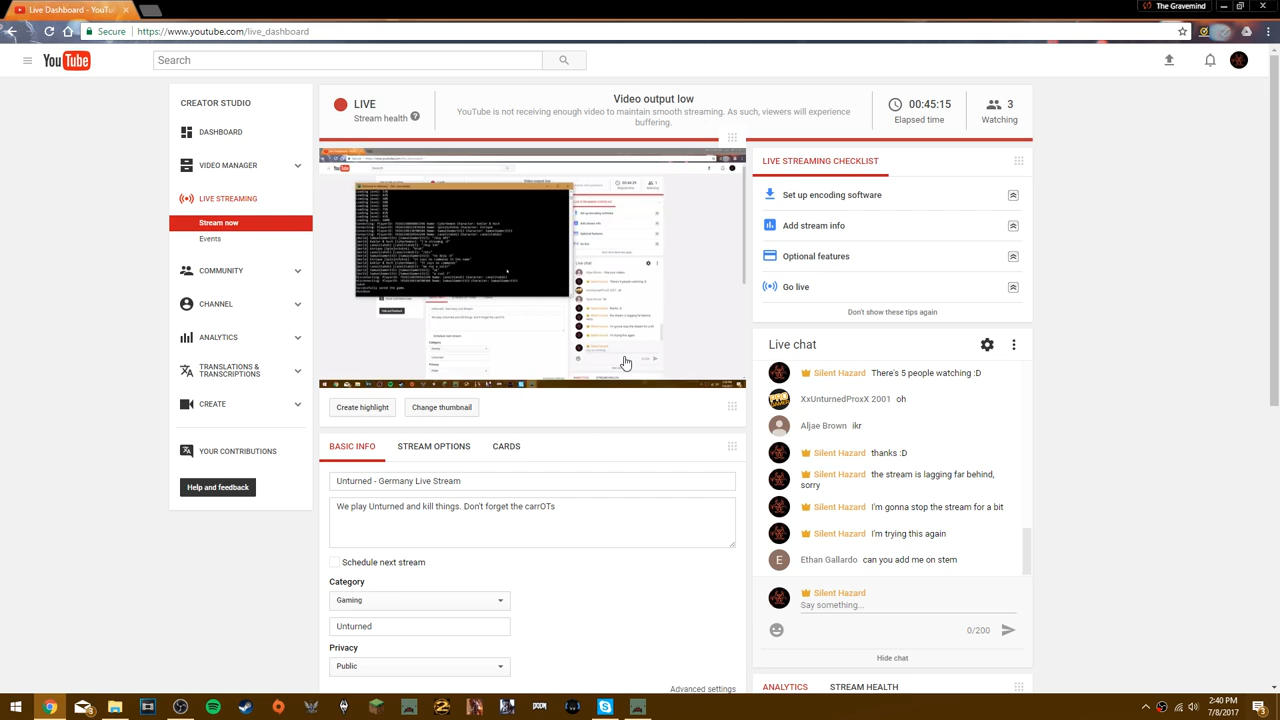 Live Dashboard - YouTu
The Gravemind
Secure
https://www.youtube.com/live_dashboard
YouTube
Search
CREATOR STUDIO
DASHBOARD
VIDEO MANAGER
LIVE STREAMING
Stream now
Events
COMMUNITY
CHANNEL
ANALYTICS
TRANSLATIONS &
TRANSCRIPTIONS
CREATE
YOUR CONTRIBUTIONS
Help and feedback
LIVE
Stream health
Video output low
YouTube is not receiving enough video to maintain smooth streaming. As such, viewers will experience
buffering.
00:45:15
Elapsed time
3
Watching
Create highlight
Change thumbnail
BASIC INFO
STREAM OPTIONS
CARDS
Unturned - Germany Live Stream
We play Unturned and kill things. Don't forget the carrOTs
Schedule next stream
Category
Gaming
Unturned
Privacy
Public
Advanced settings
LIVE STREAMING CHECKLIST
Set up encoding software
Add stream info
Optional features
Go live
Don't show these tips again
Live chat
Silent Hazard There's 5 people watching :D
XxUnturnedProxX 2001 oh
Aljae Brown ikr
Silent Hazard thanks :D
Silent Hazard the stream is lagging far behind,
sorry
Silent Hazard I'm gonna stop the stream for a bit
Silent Hazard I'm trying this again
E
Ethan Gallardo can you add me on stem
Silent Hazard
Say something...
0/200
Hide chat
ANALYTICS
STREAM HEALTH
DOOM
2:40 PM
7/8/2017